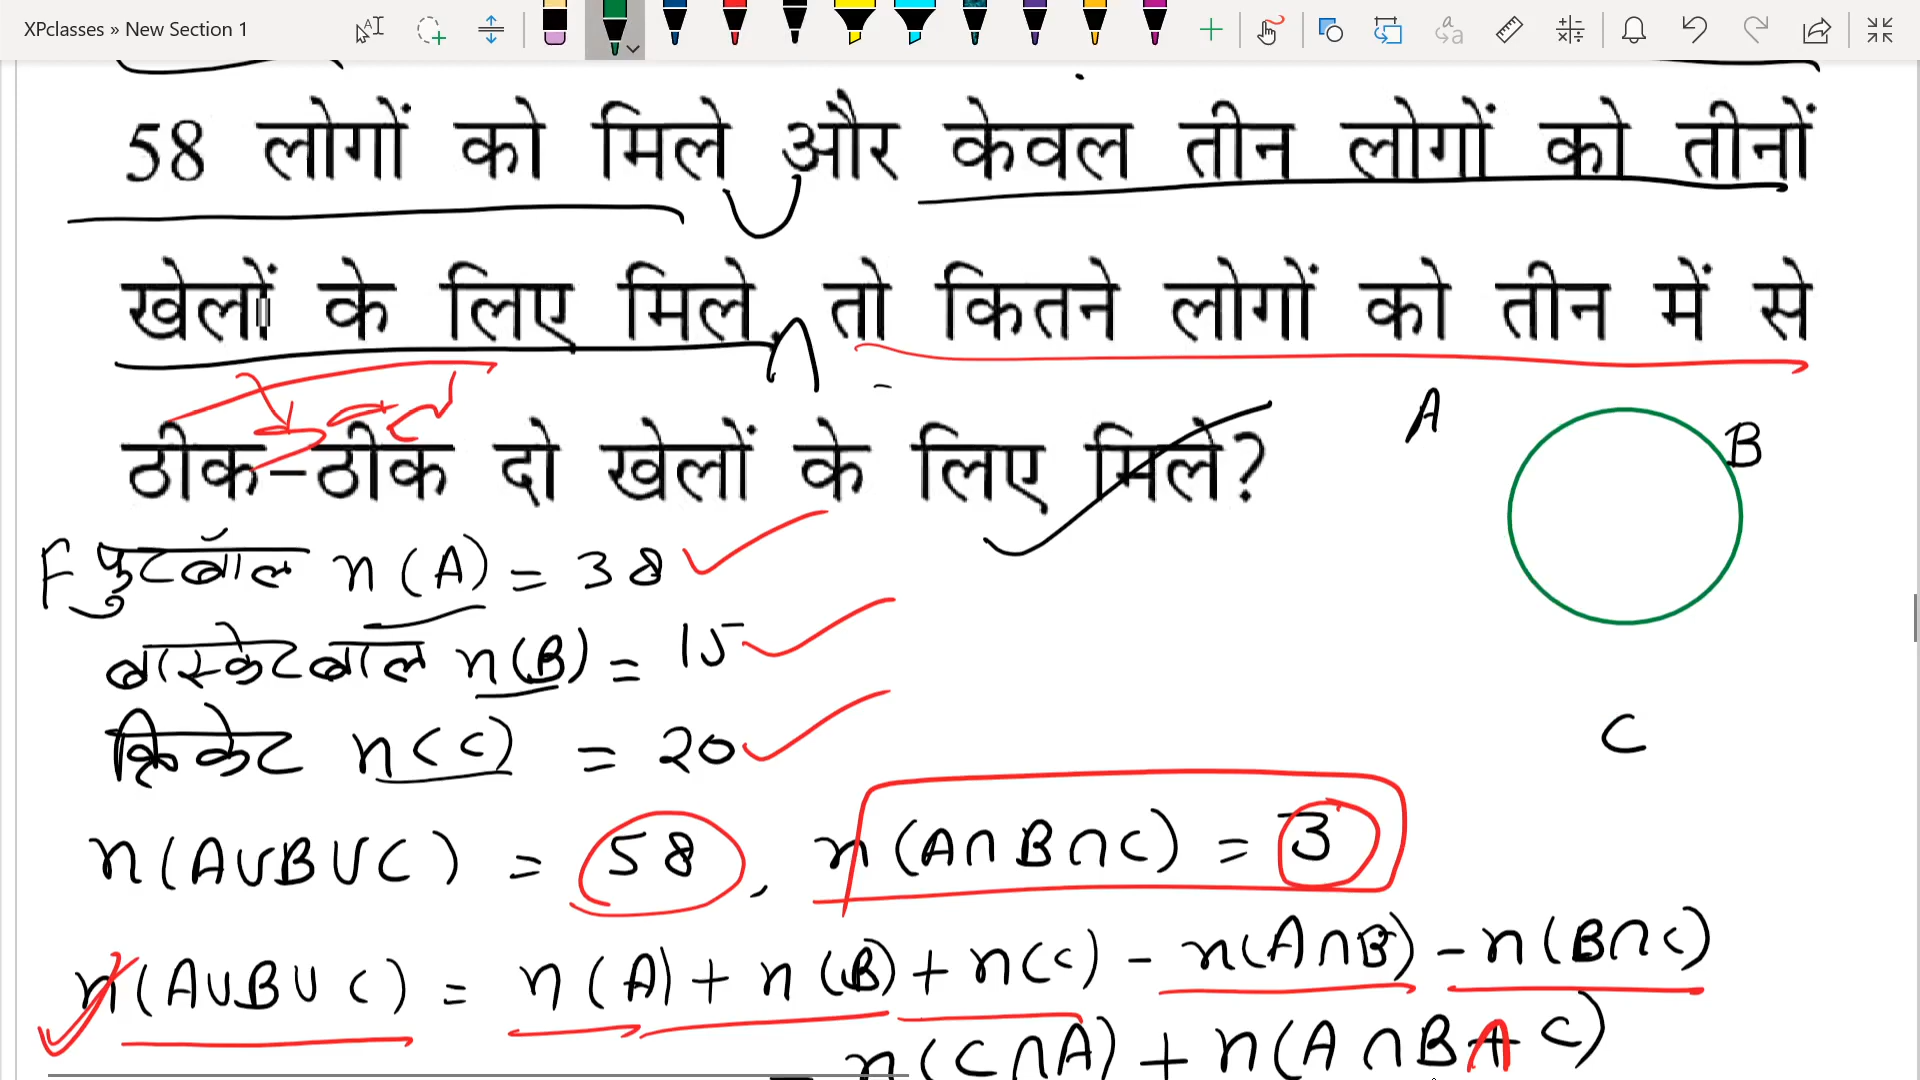 XPclasses » New Section 1
58 लोगों को मिले और केवल तीन लोगों को तीनों
खेलों के लिए मिले, तो कितने लोगों को तीन में से
ठीक-ठीक दो खेलों के लिए मिले?
A
B
F फुटबॉल n(A) = 38
बास्केटबाल n(B) = 15
क्रिकेट n(C) = 20
C
n(A∪B∪C) = 58, n(A∩B∩C) = 3
n(A∪B∪C) = n(A) + n(B) + n(C) - n(A∩B) - n(B∩C)
- n(C∩A) + n(A∩B∩C)